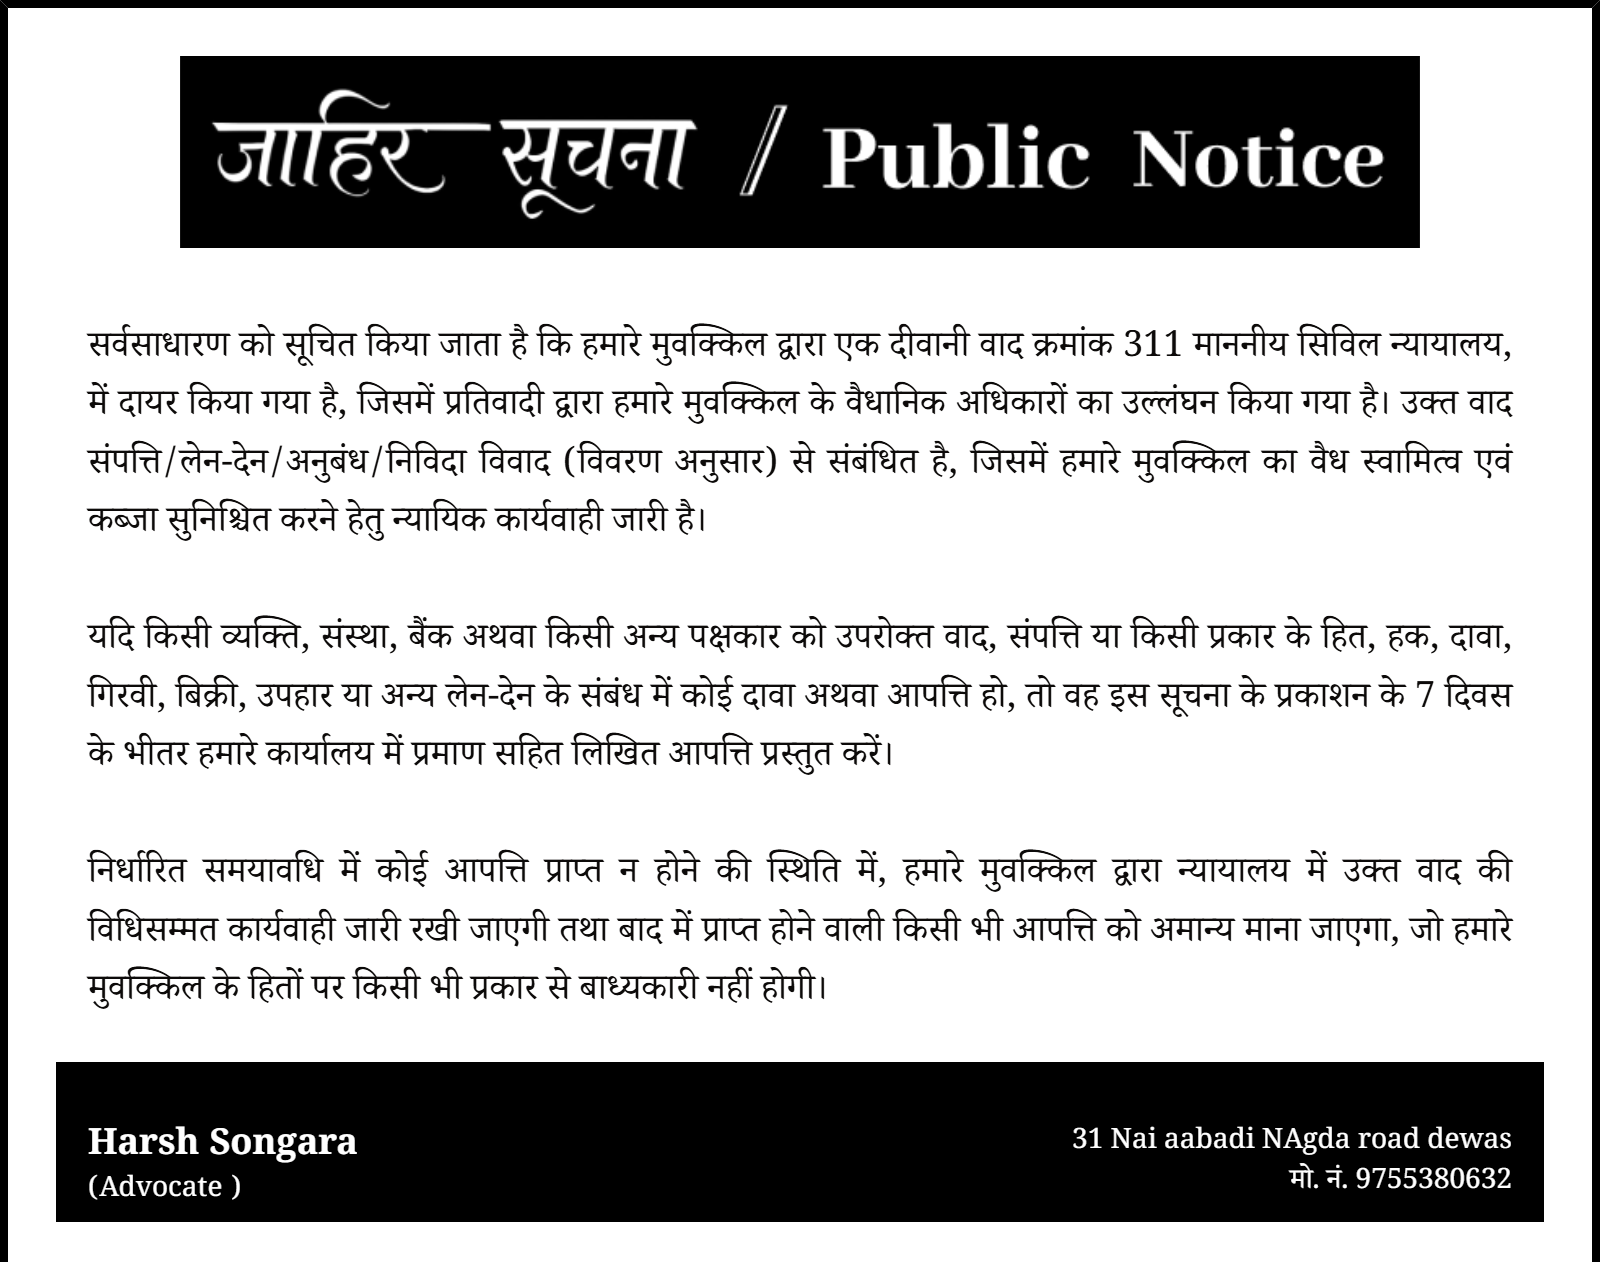 जाहिर सूचना / Public Notice
सर्वसाधारण को सूचित किया जाता है कि हमारे मुवक्किल द्वारा एक दीवानी वाद क्रमांक 311 माननीय सिविल न्यायालय,
में दायर किया गया है, जिसमें प्रतिवादी द्वारा हमारे मुवक्किल के वैधानिक अधिकारों का उल्लंघन किया गया है। उक्त वाद
संपत्ति/लेन-देन/अनुबंध/निविदा विवाद (विवरण अनुसार) से संबंधित है, जिसमें हमारे मुवक्किल का वैध स्वामित्व एवं
कब्जा सुनिश्चित करने हेतु न्यायिक कार्यवाही जारी है।
यदि किसी व्यक्ति, संस्था, बैंक अथवा किसी अन्य पक्षकार को उपरोक्त वाद, संपत्ति या किसी प्रकार के हित, हक, दावा,
गिरवी, बिक्री, उपहार या अन्य लेन-देन के संबंध में कोई दावा अथवा आपत्ति हो, तो वह इस सूचना के प्रकाशन के 7 दिवस
के भीतर हमारे कार्यालय में प्रमाण सहित लिखित आपत्ति प्रस्तुत करें।
निर्धारित समयावधि में कोई आपत्ति प्राप्त न होने की स्थिति में, हमारे मुवक्किल द्वारा न्यायालय में उक्त वाद की
विधिसम्मत कार्यवाही जारी रखी जाएगी तथा बाद में प्राप्त होने वाली किसी भी आपत्ति को अमान्य माना जाएगा, जो हमारे
मुवक्किल के हितों पर किसी भी प्रकार से बाध्यकारी नहीं होगी।
Harsh Songara
(Advocate )
31 Nai aabadi NAgda road dewas
मो. नं. 9755380632